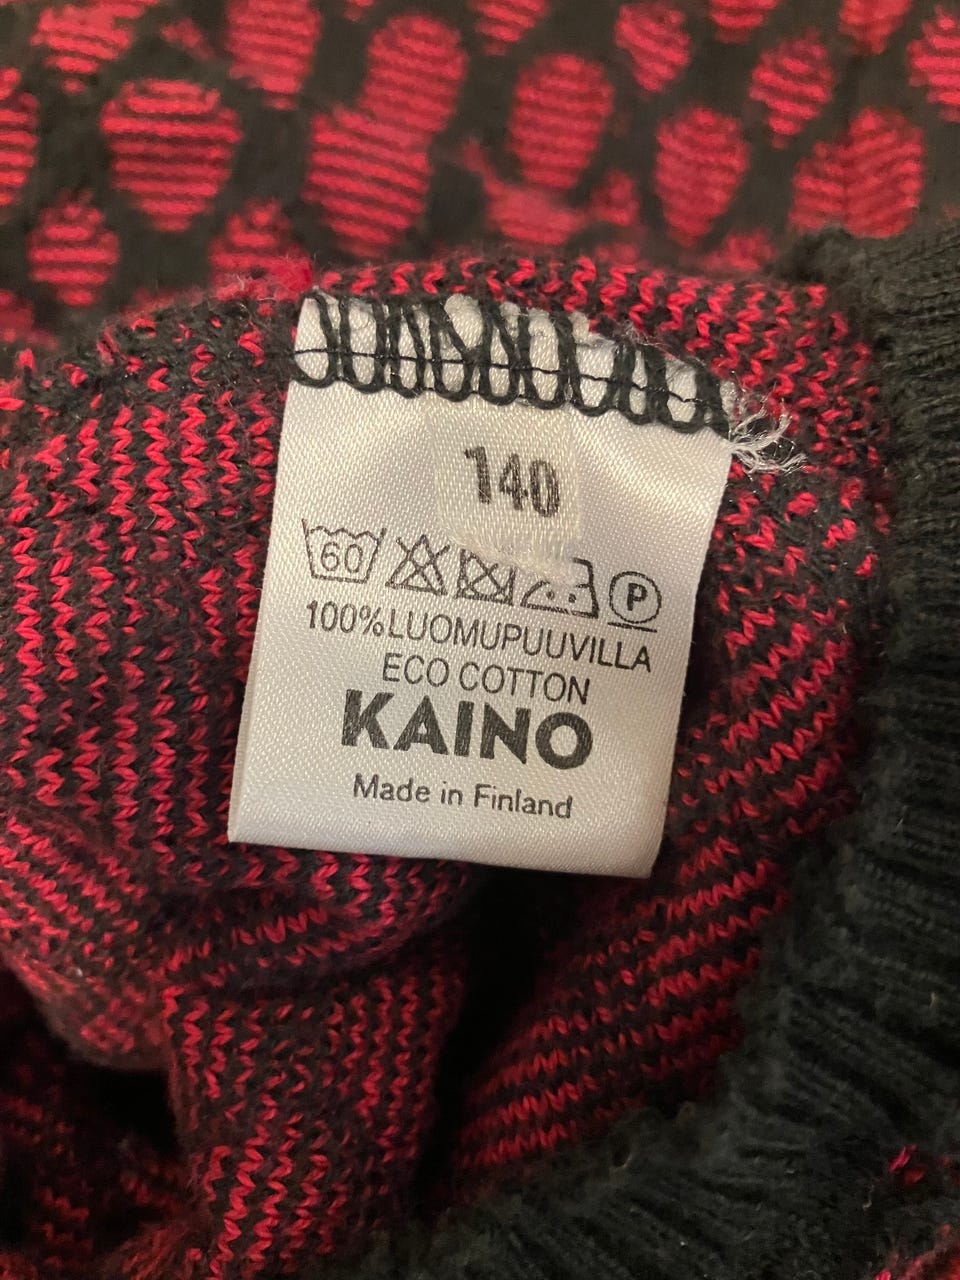 140
60 P
100%LUOMUPUUVILLA
ECO COTTON
KAINO
Made in Finland